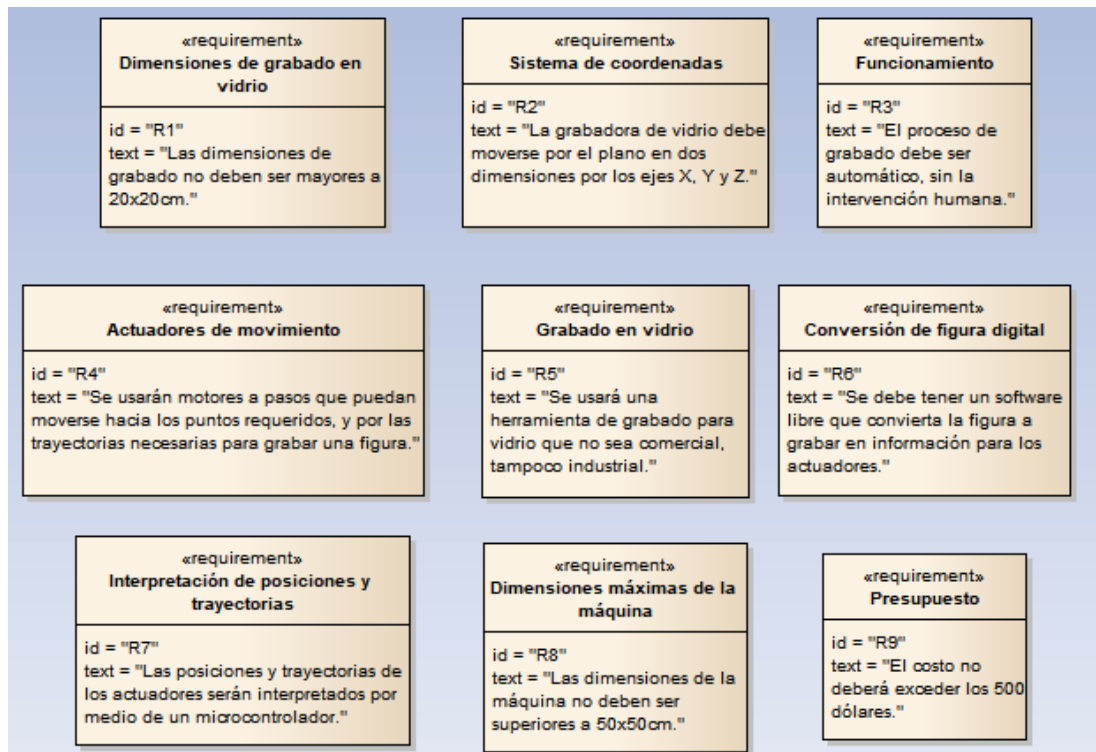 «requirement»
Dimensiones de grabado en
vidrio
id = "R1"
text = "Las dimensiones de
grabado no deben ser mayores a
20x20cm."
«requirement»
Sistema de coordenadas
id = "R2"
text = "La grabadora de vidrio debe
moverse por el plano en dos
dimensiones por los ejes X, Y y Z."
«requirement»
Funcionamiento
id = "R3"
text = "El proceso de
grabado debe ser
automático, sin la
intervención humana."
«requirement»
Actuadores de movimiento
id = "R4"
text = "Se usarán motores a pasos que puedan
moverse hacia los puntos requeridos, y por las
trayectorias necesarias para grabar una figura."
«requirement»
Grabado en vidrio
id = "R5"
text = "Se usará una
herramienta de grabado para
vidrio que no sea comercial,
tampoco industrial."
«requirement»
Conversión de figura digital
id = "R6"
text = "Se debe tener un software
libre que convierta la figura a
grabar en información para los
actuadores."
«requirement»
Interpretación de posiciones y
trayectorias
id = "R7"
text = "Las posiciones y trayectorias de
los actuadores serán interpretados por
medio de un microcontrolador."
«requirement»
Dimensiones máximas de la
máquina
id = "R8"
text = "Las dimensiones de la
máquina no deben ser
superiores a 50x50cm."
«requirement»
Presupuesto
id = "R9"
text = "El costo no
deberá exceder los 500
dólares."